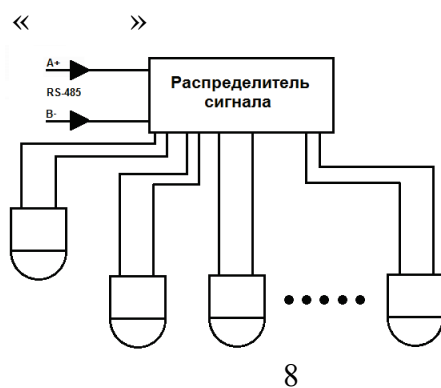 « »
A+
RS-485
B-
Распределитель
сигнала
8